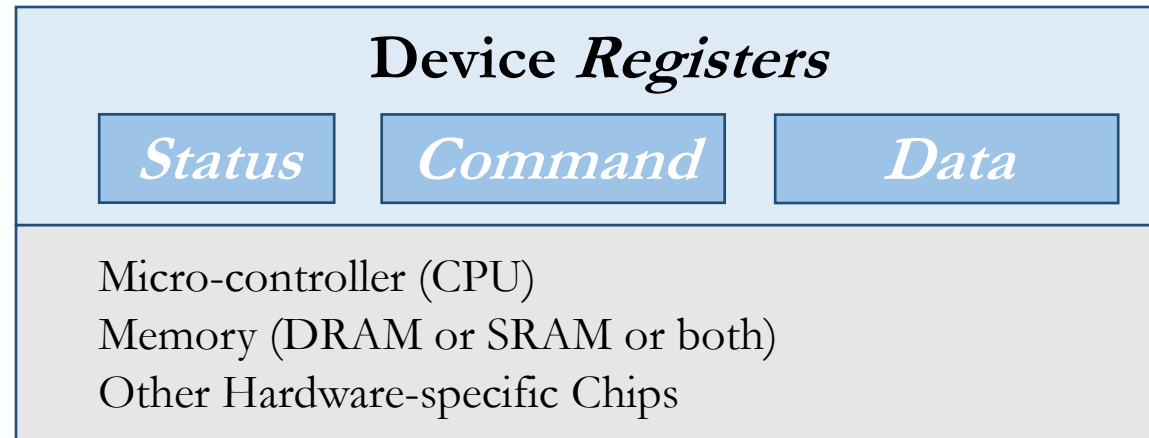 Device Registers
Status Command Data
Micro-controller (CPU)
Memory (DRAM or SRAM or both)
Other Hardware-specific Chips